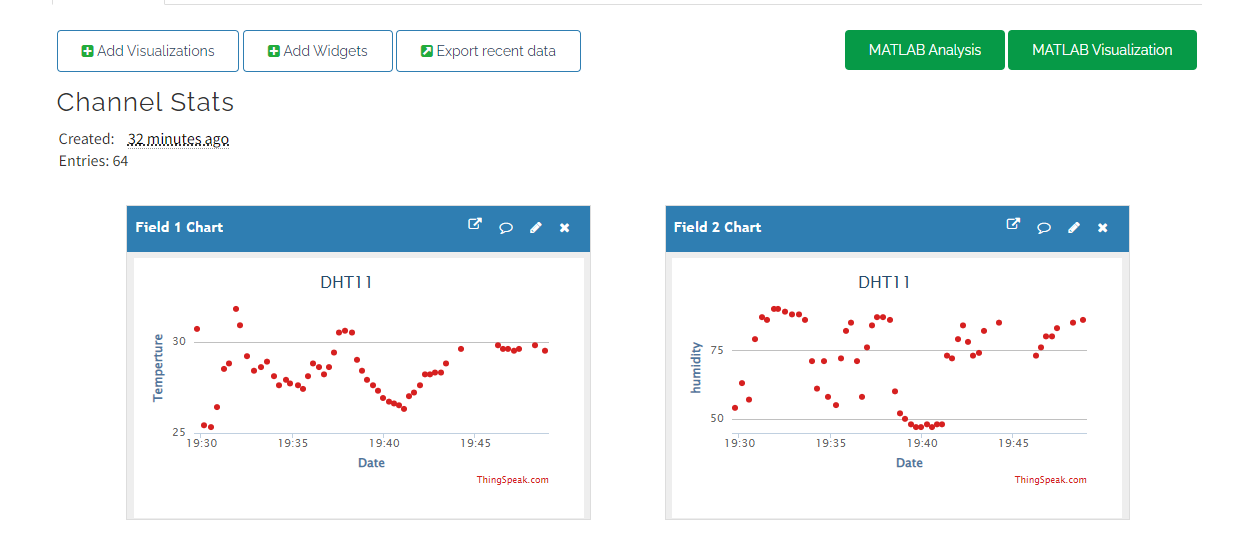 Add Visualizations Add Widgets Export recent data MATLAB Analysis MATLAB Visualization
Channel Stats
Created: 32 minutes ago
Entries: 64
Field 1 Chart
DHT11
Temperture
30
25
19:30 19:35 19:40 19:45
Date
ThingSpeak.com
Field 2 Chart
DHT11
humidity
75
50
19:30 19:35 19:40 19:45
Date
ThingSpeak.com